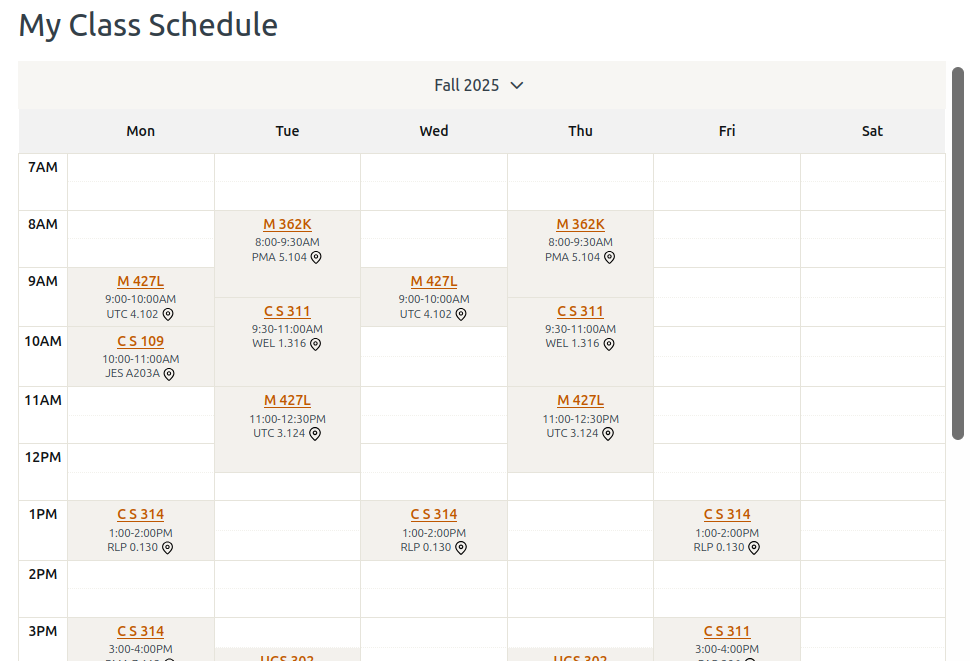 My Class Schedule
Fall 2025
Mon Tue Wed Thu Fri Sat
7AM
8AM
M 362K
8:00-9:30AM
PMA 5.104
M 362K
8:00-9:30AM
PMA 5.104
9AM
M 427L
9:00-10:00AM
UTC 4.102
M 427L
9:00-10:00AM
UTC 4.102
C S 311
9:30-11:00AM
WEL 1.316
C S 311
9:30-11:00AM
WEL 1.316
10AM
C S 109
10:00-11:00AM
JES A203A
11AM
M 427L
11:00-12:30PM
UTC 3.124
M 427L
11:00-12:30PM
UTC 3.124
12PM
1PM
C S 314
1:00-2:00PM
RLP 0.130
C S 314
1:00-2:00PM
RLP 0.130
C S 314
1:00-2:00PM
RLP 0.130
2PM
3PM
C S 314
3:00-4:00PM
C S 311
3:00-4:00PM
UGS 302
UGS 302